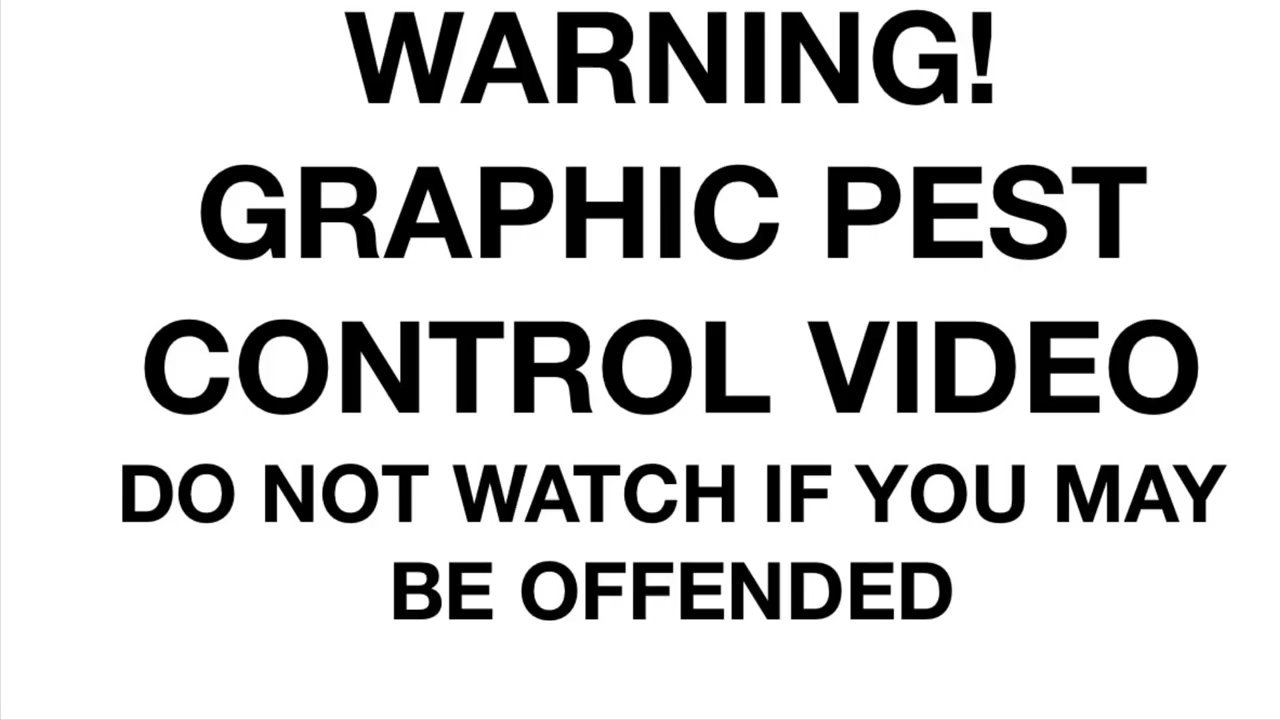 WARNING!
GRAPHIC PEST
CONTROL VIDEO
DO NOT WATCH IF YOU MAY
BE OFFENDED